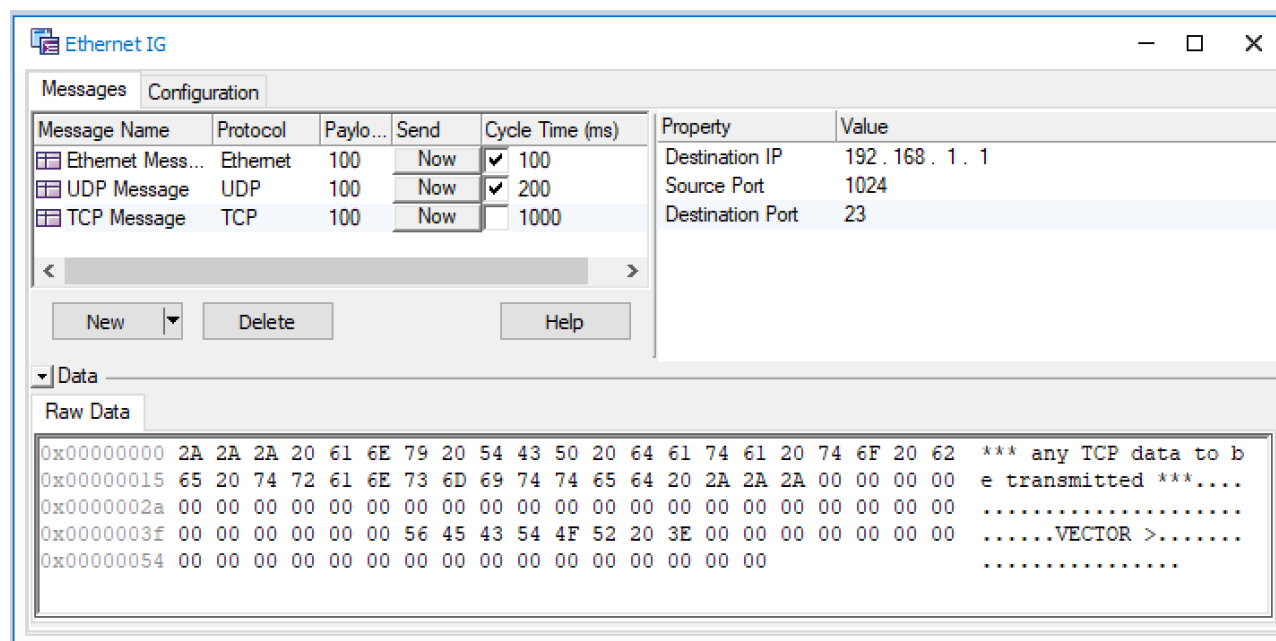 Ethernet IG
Messages Configuration
Message Name Protocol Paylo... Send Cycle Time (ms)
Ethernet Mess... Ethernet 100 Now 100
UDP Message UDP 100 Now 200
TCP Message TCP 100 Now 1000
New Delete Help
Property Value
Destination IP 192 . 168 . 1 . 1
Source Port 1024
Destination Port 23
Data
Raw Data
0x00000000 2A 2A 2A 20 61 6E 79 20 54 43 50 20 64 61 74 61 20 74 6F 20 62 *** any TCP data to b
0x00000015 65 20 74 72 61 6E 73 6D 69 74 74 65 64 20 2A 2A 2A 00 00 00 00 e transmitted ***....
0x0000002a 00 00 00 00 00 00 00 00 00 00 00 00 00 00 00 00 00 00 00 00 00 .....................
0x0000003f 00 00 00 00 00 00 56 45 43 54 4F 52 20 3E 00 00 00 00 00 00 00 ......VECTOR >.......
0x00000054 00 00 00 00 00 00 00 00 00 00 00 00 00 00 00 00 ................